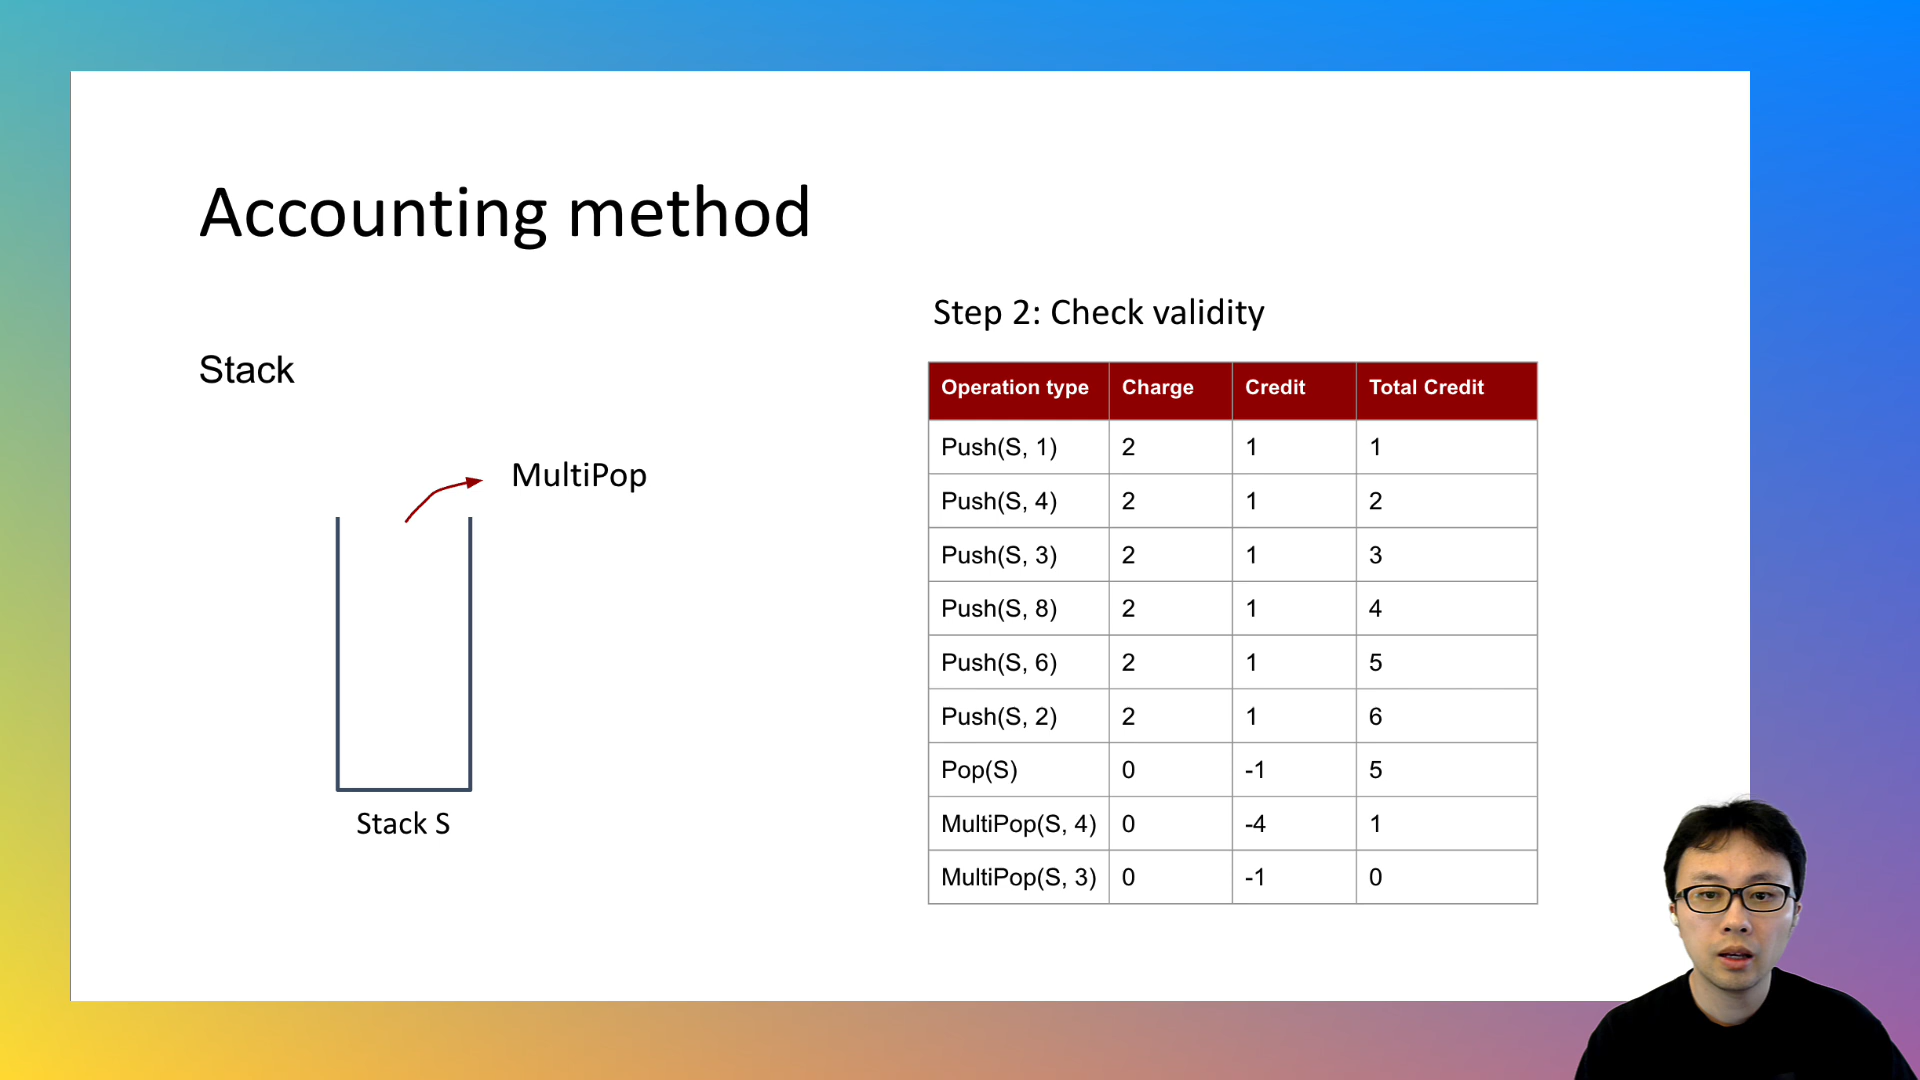 Accounting method
Stack
MultiPop
Stack S
Step 2: Check validity
Operation type Charge Credit Total Credit
Push(S, 1) 2 1 1
Push(S, 4) 2 1 2
Push(S, 3) 2 1 3
Push(S, 8) 2 1 4
Push(S, 6) 2 1 5
Push(S, 2) 2 1 6
Pop(S) 0 -1 5
MultiPop(S, 4) 0 -4 1
MultiPop(S, 3) 0 -1 0